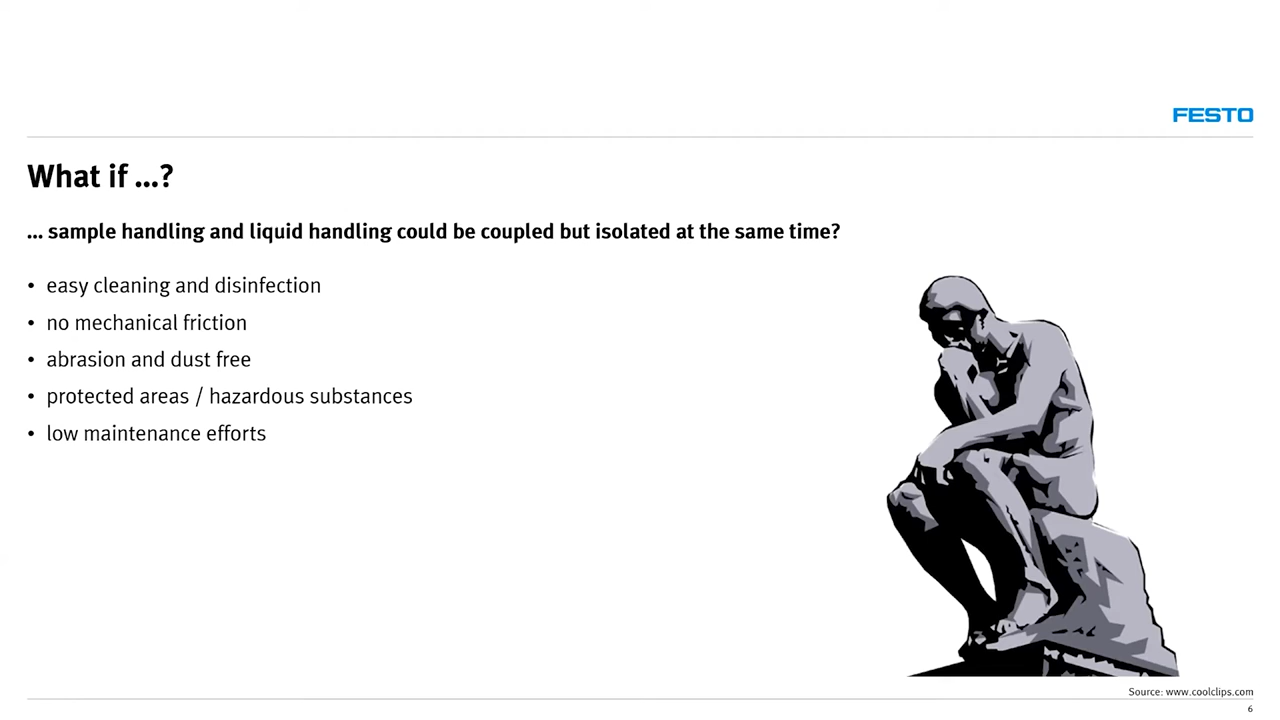 FESTO
What if ...?
... sample handling and liquid handling could be coupled but isolated at the same time?
• easy cleaning and disinfection
• no mechanical friction
• abrasion and dust free
• protected areas / hazardous substances
• low maintenance efforts
Source: www.coolclips.com
6